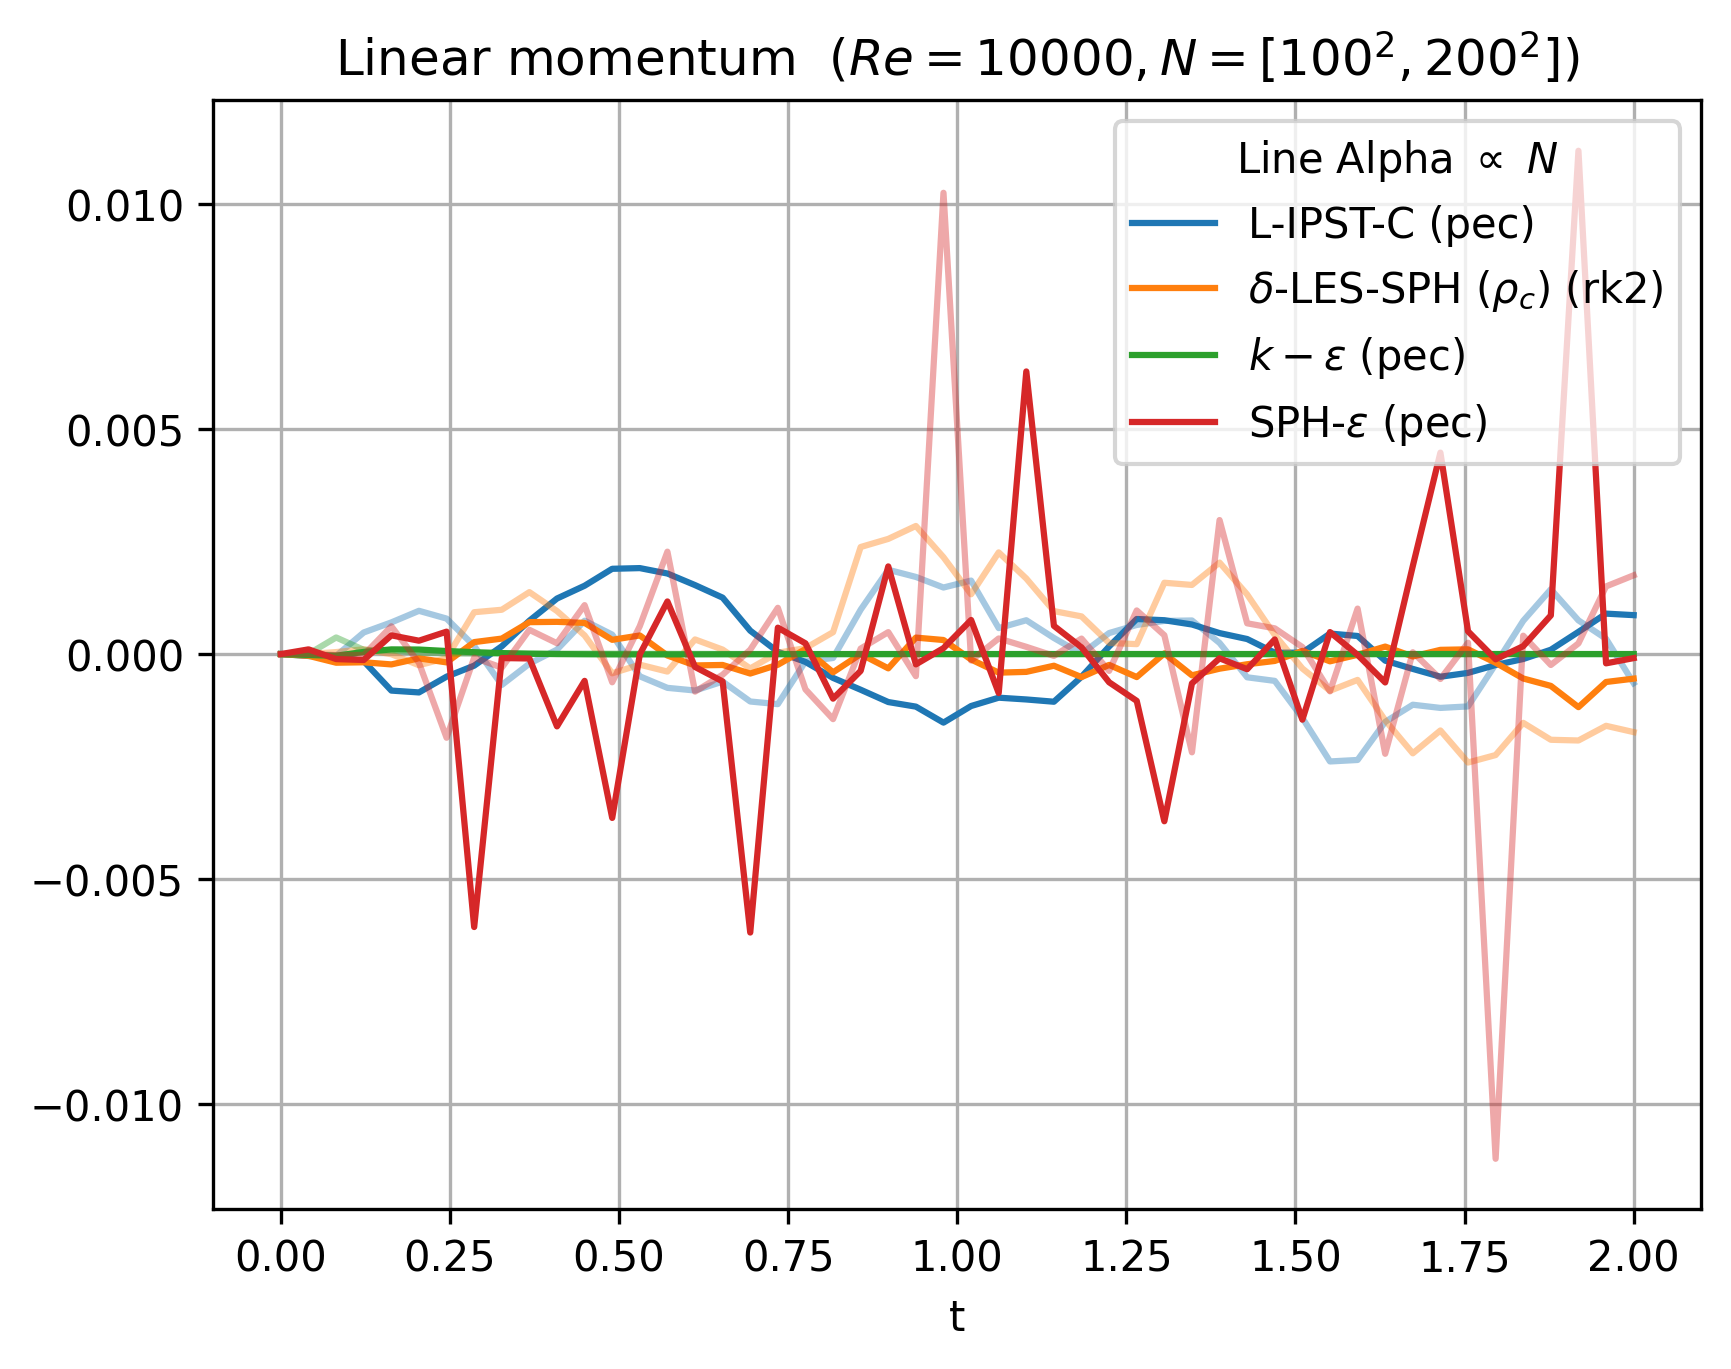 Linear momentum (Re = 10000, N = [100², 200²])
Line Alpha ∝ N
L-IPST-C (pec)
δ-LES-SPH (ρ_c) (rk2)
k − ε (pec)
SPH-ε (pec)
0.010
0.005
0.000
−0.005
−0.010
0.00 0.25 0.50 0.75 1.00 1.25 1.50 1.75 2.00
t